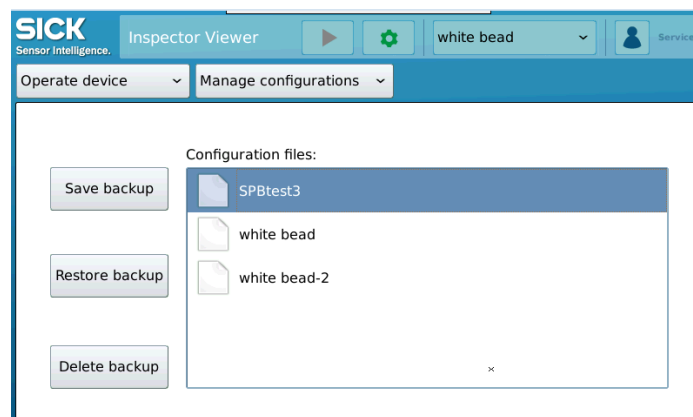 SICK
Sensor Intelligence.
Inspector Viewer
white bead
Service
Operate device
Manage configurations
Configuration files:
Save backup
SPBtest3
white bead
Restore backup
white bead-2
Delete backup